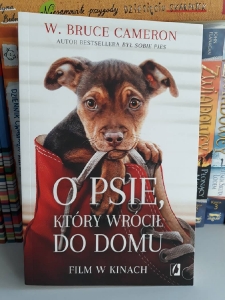 W. BRUCE CAMERON
AUTOR BESTSELLERA BYŁ SOBIE PIES
O PSIE,
KTÓRY WRÓCIŁ
DO DOMU
FILM W KINACH